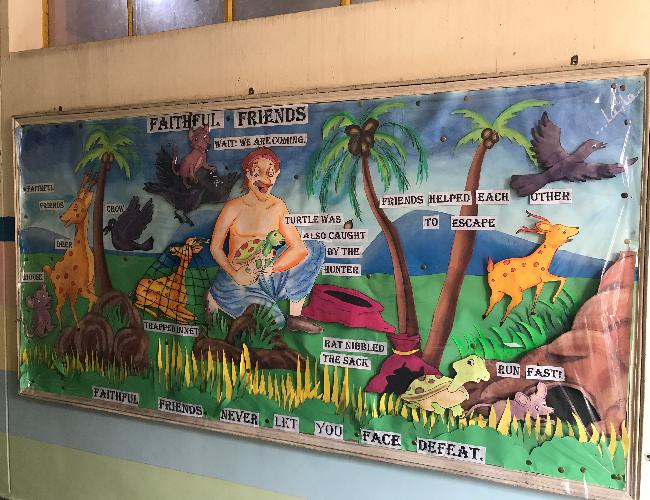 FAITHFUL FRIENDS
WAIT! WE ARE COMING.
FAITHFUL
FRIENDS
DEER
CROW
MOUSE
TRAPPED IN NET
TURTLE WAS
ALSO CAUGHT
BY THE
HUNTER
FRIENDS HELPED EACH OTHER
TO ESCAPE
RAT NIBBLED
THE SACK
RUN FAST!
FAITHFUL FRIENDS NEVER LET YOU FACE DEFEAT.